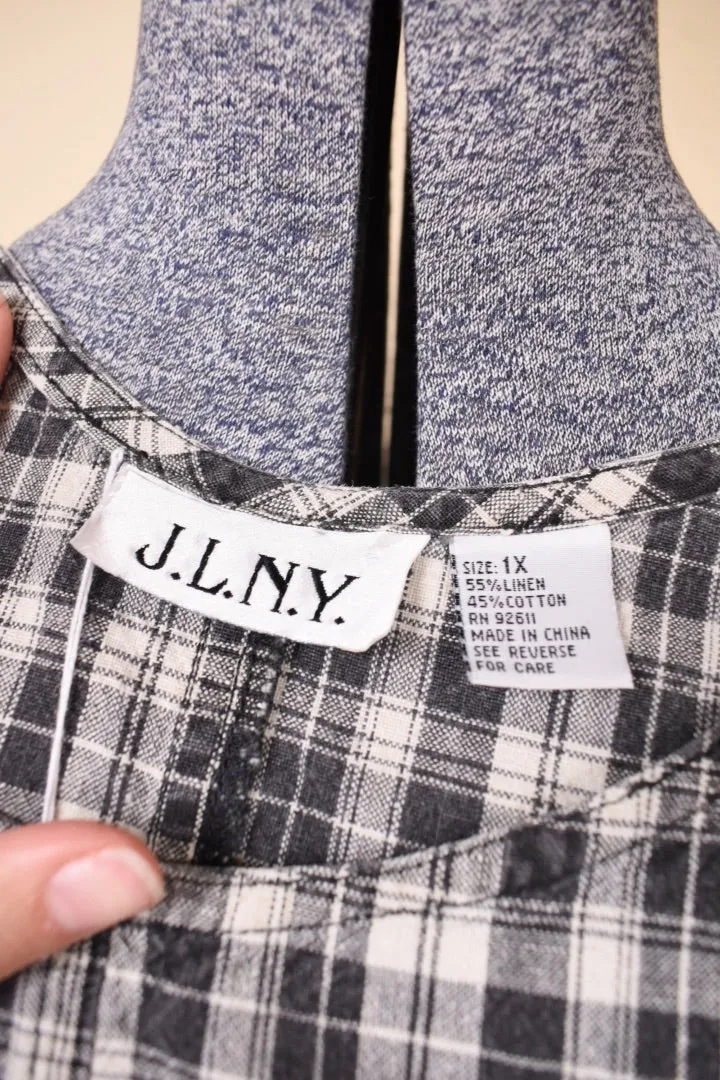 J.L.N.Y.
SIZE: 1X
55% LINEN
45% COTTON
RN 92611
MADE IN CHINA
SEE REVERSE
FOR CARE